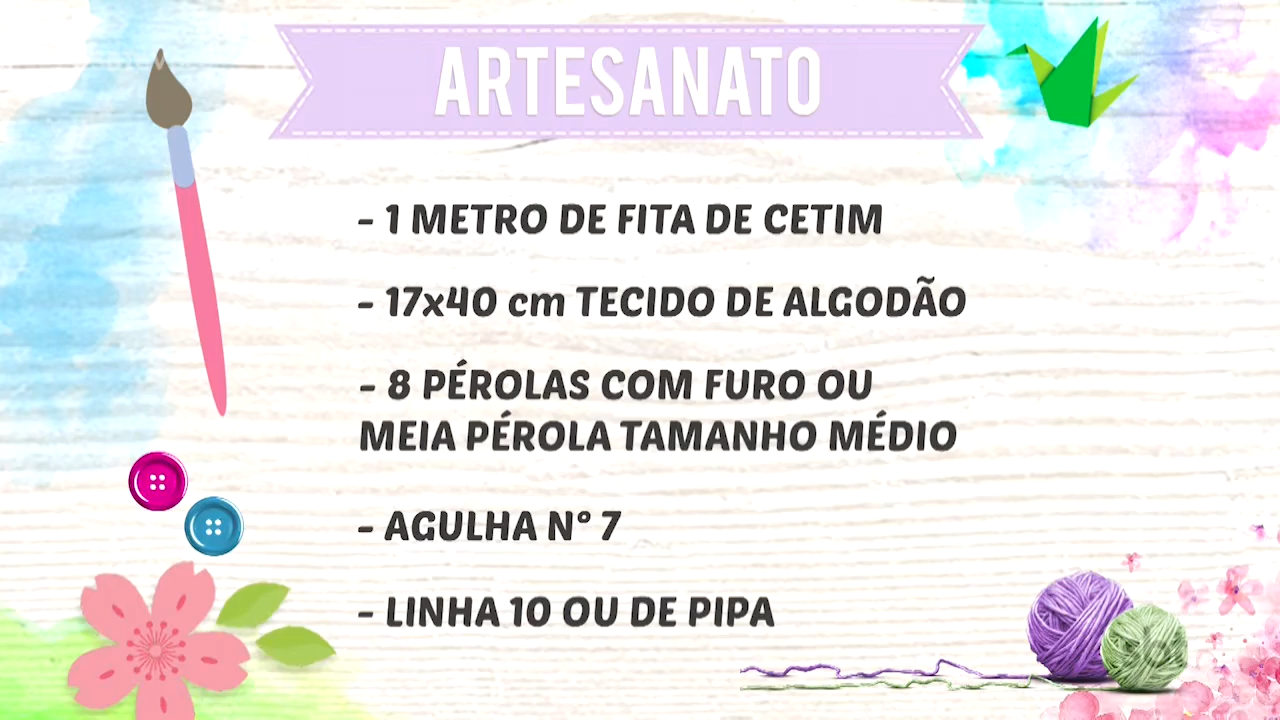 ARTESANATO
- 1 METRO DE FITA DE CETIM
- 17x40 cm TECIDO DE ALGODÃO
- 8 PÉROLAS COM FURO OU
MEIA PÉROLA TAMANHO MÉDIO
- AGULHA Nº 7
- LINHA 10 OU DE PIPA